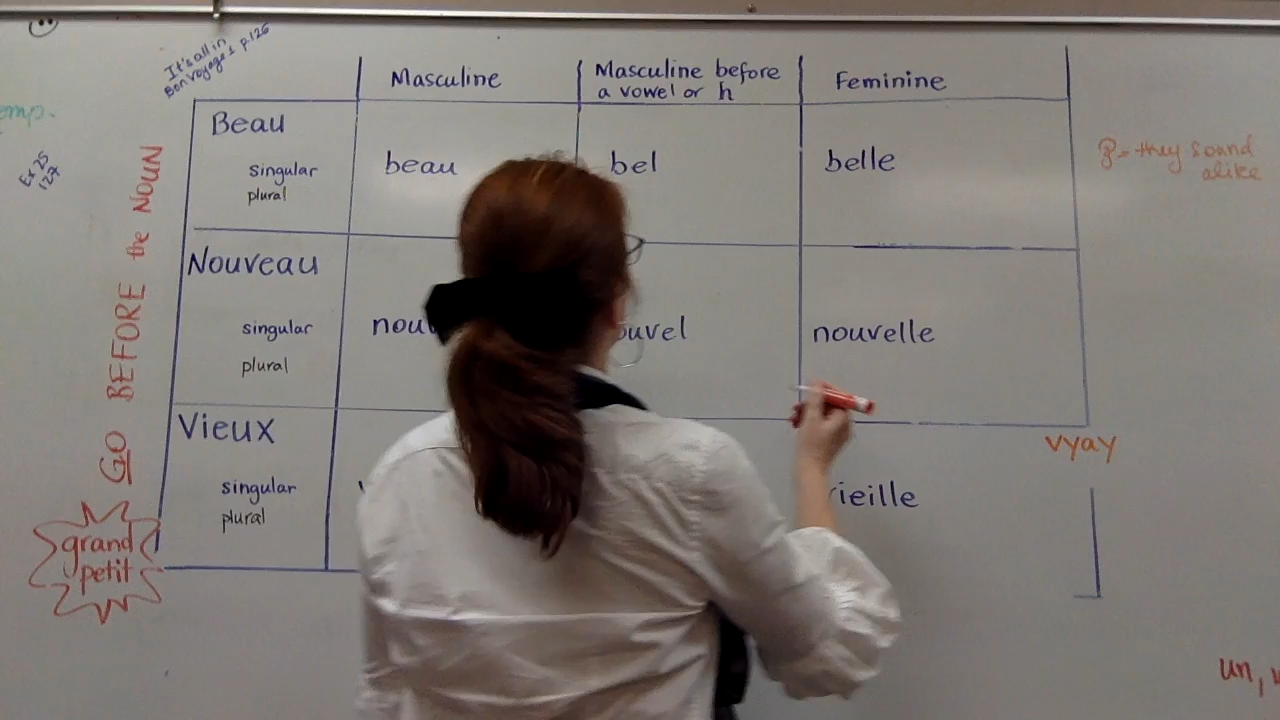 It's all in
Bon voyage 1 p.126
Masculine
Masculine before
a vowel or h
Feminine
emp.
Ex 25
127
GO BEFORE the NOUN
Beau
singular
plural
beau
bel
belle
= they sound
alike
Nouveau
singular
plural
nou
ouvel
nouvelle
Vieux
singular
plural
ieille
vyay
grand
petit
un,